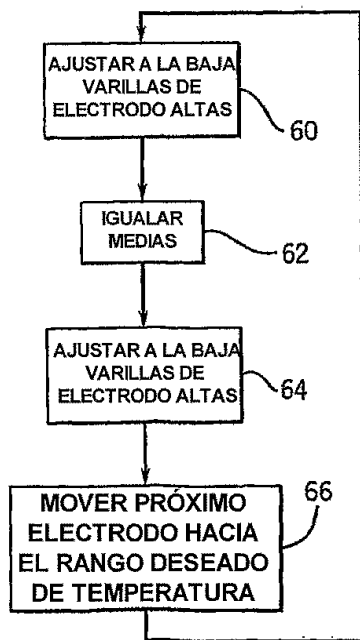 AJUSTAR A LA BAJA
VARILLAS DE
ELECTRODO ALTAS
60
IGUALAR
MEDIAS
62
AJUSTAR A LA BAJA
VARILLAS DE
ELECTRODO ALTAS
64
MOVER PRÓXIMO
ELECTRODO HACIA
EL RANGO DESEADO
DE TEMPERATURA
66